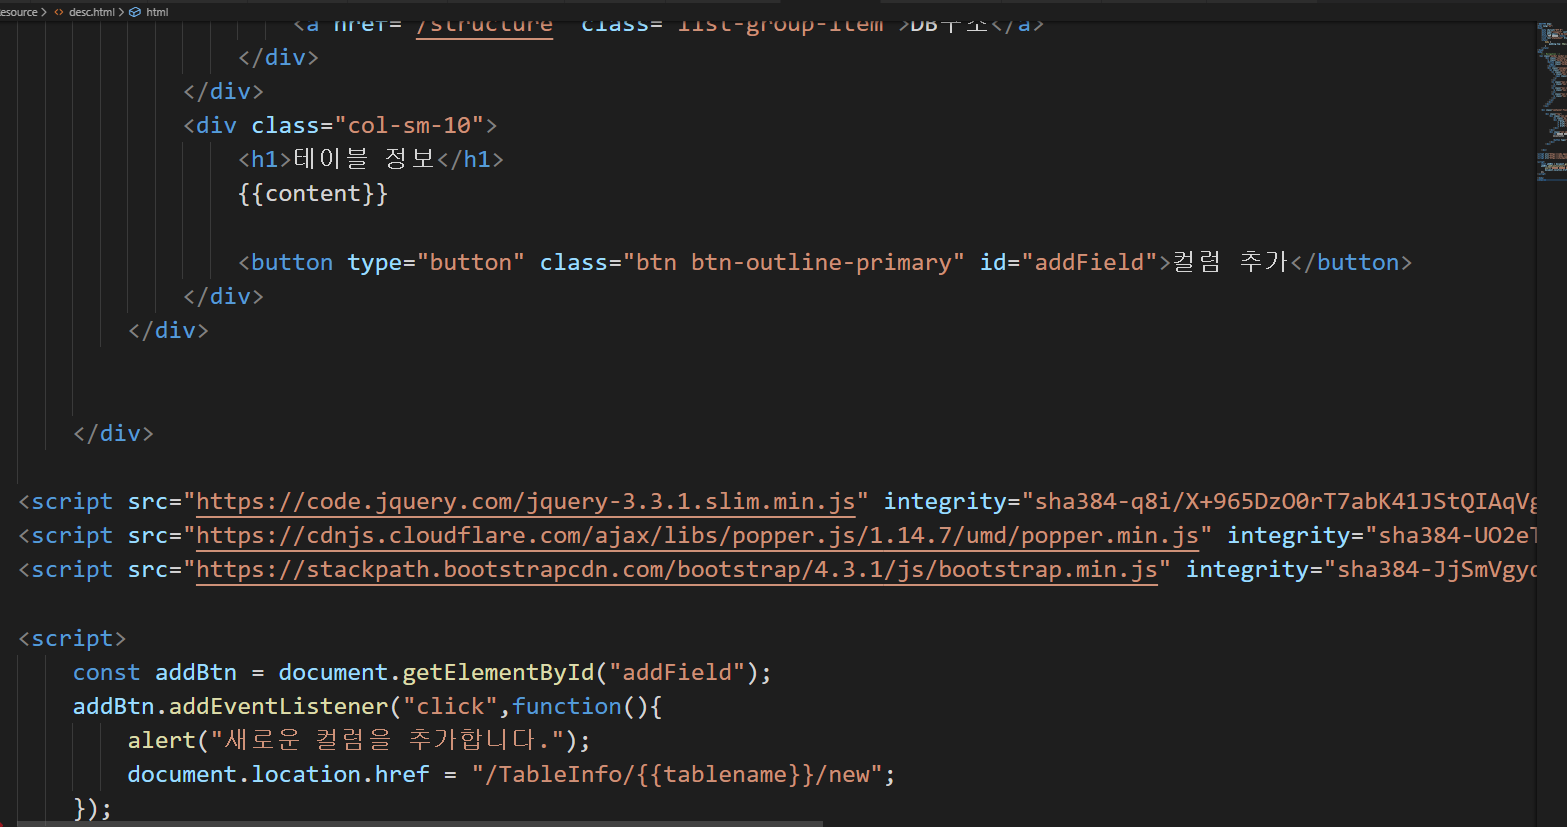 esource > desc.html > html
<a href="/structure" class="list-group-item">DB구조</a>
</div>
</div>
<div class="col-sm-10">
<h1>테이블 정보</h1>
{{content}}
<button type="button" class="btn btn-outline-primary" id="addField">컬럼 추가</button>
</div>
</div>
</div>
<script src="https://code.jquery.com/jquery-3.3.1.slim.min.js" integrity="sha384-q8i/X+965DzO0rT7abK41JStQIAqVg
<script src="https://cdnjs.cloudflare.com/ajax/libs/popper.js/1.14.7/umd/popper.min.js" integrity="sha384-UO2eT
<script src="https://stackpath.bootstrapcdn.com/bootstrap/4.3.1/js/bootstrap.min.js" integrity="sha384-JjSmVgyd
<script>
const addBtn = document.getElementById("addField");
addBtn.addEventListener("click",function(){
alert("새로운 컬럼을 추가합니다.");
document.location.href = "/TableInfo/{{tablename}}/new";
});